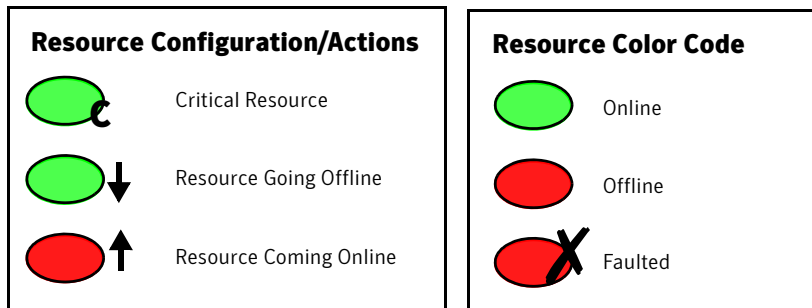 Resource Configuration/Actions
C
Critical Resource
Resource Going Offline
Resource Coming Online
Resource Color Code
Online
Offline
X
Faulted